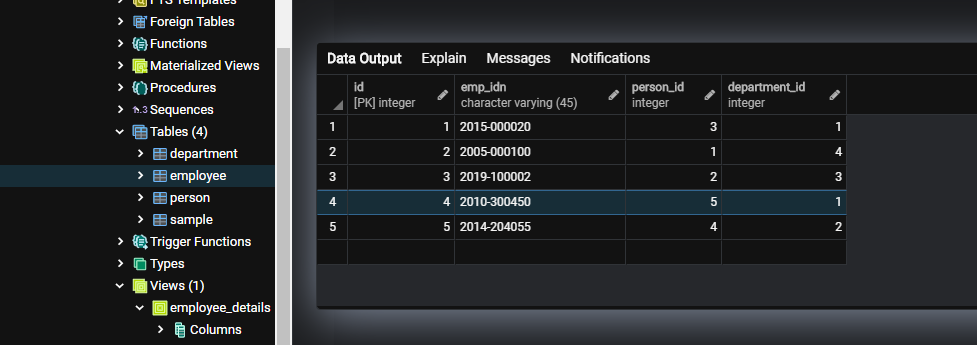 FTS Templates
Foreign Tables
Functions
Materialized Views
Procedures
1..3 Sequences
Tables (4)
department
employee
person
sample
Trigger Functions
Types
Views (1)
employee_details
Columns
Data Output Explain Messages Notifications
id emp_idn person_id department_id
[PK] integer character varying (45) integer integer
1 1 2015-000020 3 1
2 2 2005-000100 1 4
3 3 2019-100002 2 3
4 4 2010-300450 5 1
5 5 2014-204055 4 2